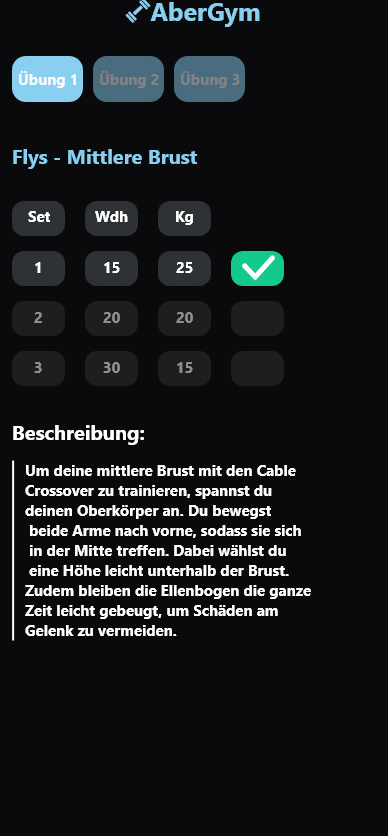 AberGym
Übung 1 Übung 2 Übung 3
Flys - Mittlere Brust
Set Wdh Kg
1 15 25
2 20 20
3 30 15
Beschreibung:
Um deine mittlere Brust mit den Cable
Crossover zu trainieren, spannst du
deinen Oberkörper an. Du bewegst
beide Arme nach vorne, sodass sie sich
in der Mitte treffen. Dabei wählst du
eine Höhe leicht unterhalb der Brust.
Zudem bleiben die Ellenbogen die ganze
Zeit leicht gebeugt, um Schäden am
Gelenk zu vermeiden.